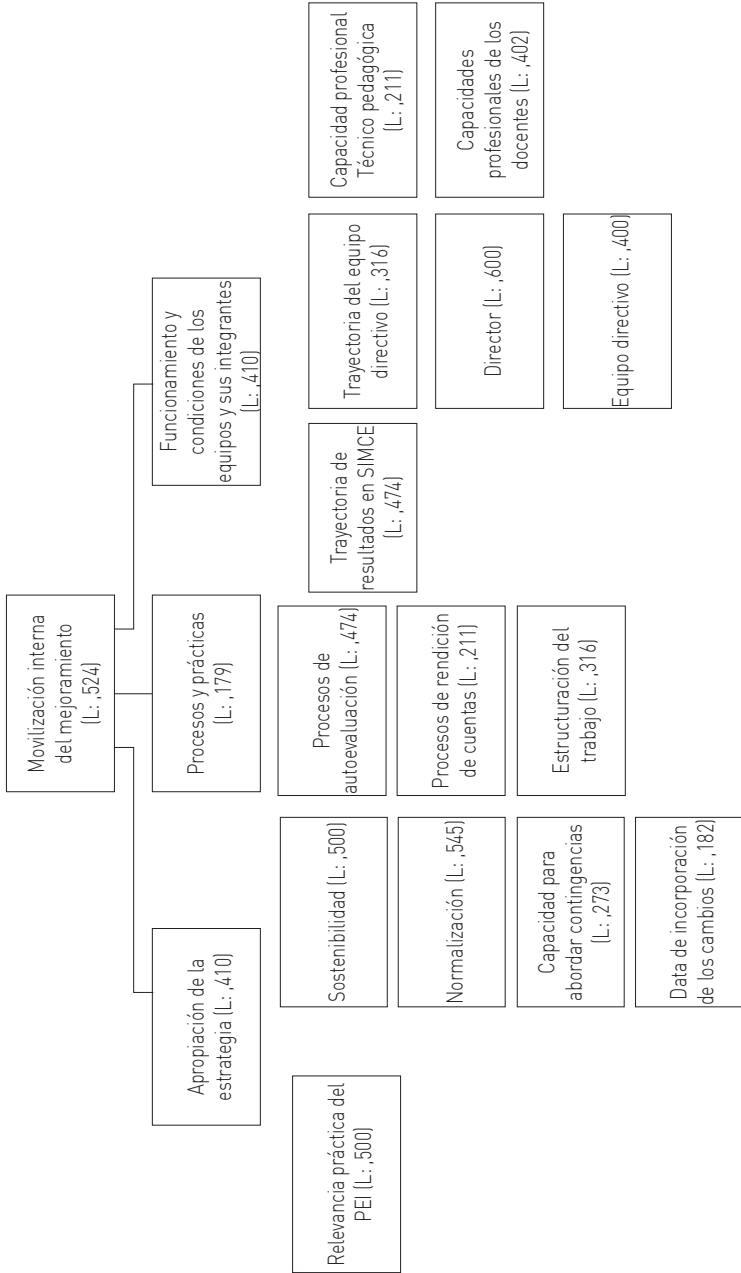 Movilización interna
del mejoramiento
(L: ,524)
Apropiación de la
estrategia (L: ,410)
Procesos y prácticas
(L: ,179)
Funcionamiento y
condiciones de los
equipos y sus integrantes
(L: ,410)
Relevancia práctica del
PEI (L: ,500)
Sostenibilidad (L: ,500)
Normalización (L: ,545)
Capacidad para
abordar contingencias
(L: ,273)
Data de incorporación
de los cambios (L: ,182)
Procesos de
autoevaluación (L: ,474)
Procesos de rendición
de cuentas (L: ,211)
Estructuración del
trabajo (L: ,316)
Trayectoria de
resultados en SIMCE
(L: ,474)
Trayectoria del equipo
directivo (L: ,316)
Director (L: ,600)
Equipo directivo (L: ,400)
Capacidad profesional
Técnico pedagógica
(L: ,211)
Capacidades
profesionales de los
docentes (L: ,402)